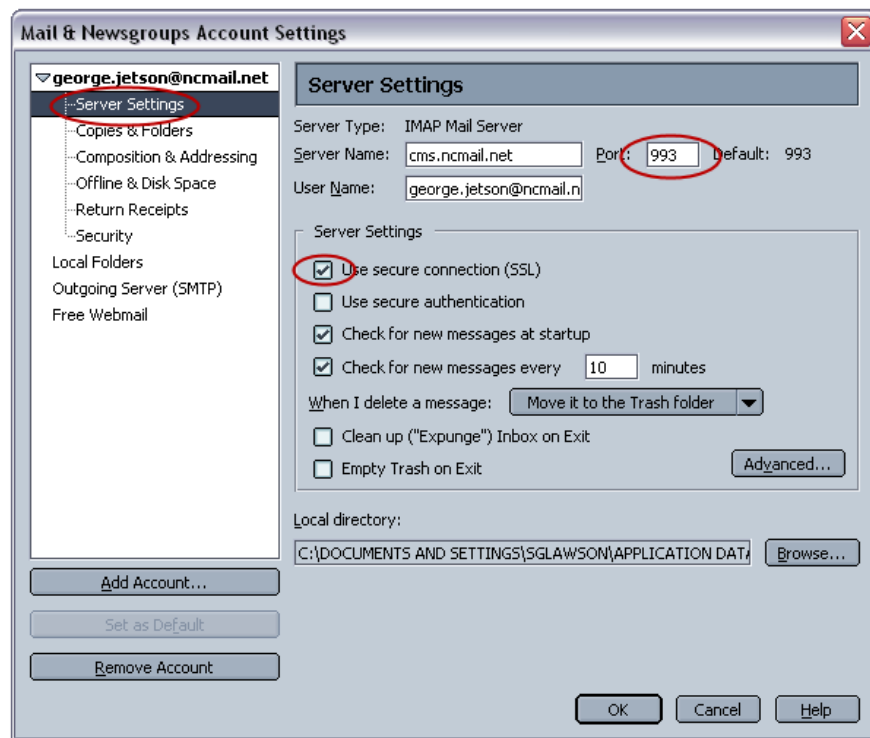 Mail & Newsgroups Account Settings
george.jetson@ncmail.net
Server Settings
Copies & Folders
Composition & Addressing
Offline & Disk Space
Return Receipts
Security
Local Folders
Outgoing Server (SMTP)
Free Webmail
Add Account...
Set as Default
Remove Account
Server Settings
Server Type: IMAP Mail Server
Server Name: cms.ncmail.net Port: 993 Default: 993
User Name: george.jetson@ncmail.n
Server Settings
Use secure connection (SSL)
Use secure authentication
Check for new messages at startup
Check for new messages every 10 minutes
When I delete a message: Move it to the Trash folder
Clean up ("Expunge") Inbox on Exit
Empty Trash on Exit
Advanced...
Local directory:
C:\DOCUMENTS AND SETTINGS\SGLAWSON\APPLICATION DATA Browse...
OK Cancel Help